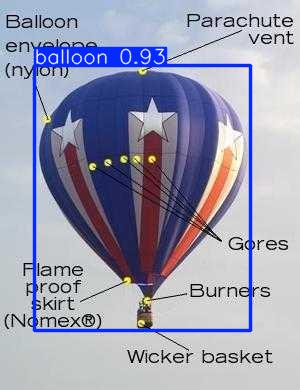 Balloon
envelope
(nylon)
Parachute
vent
balloon 0.93
Gores
Flame
proof
skirt
(Nomex®)
Burners
Wicker basket